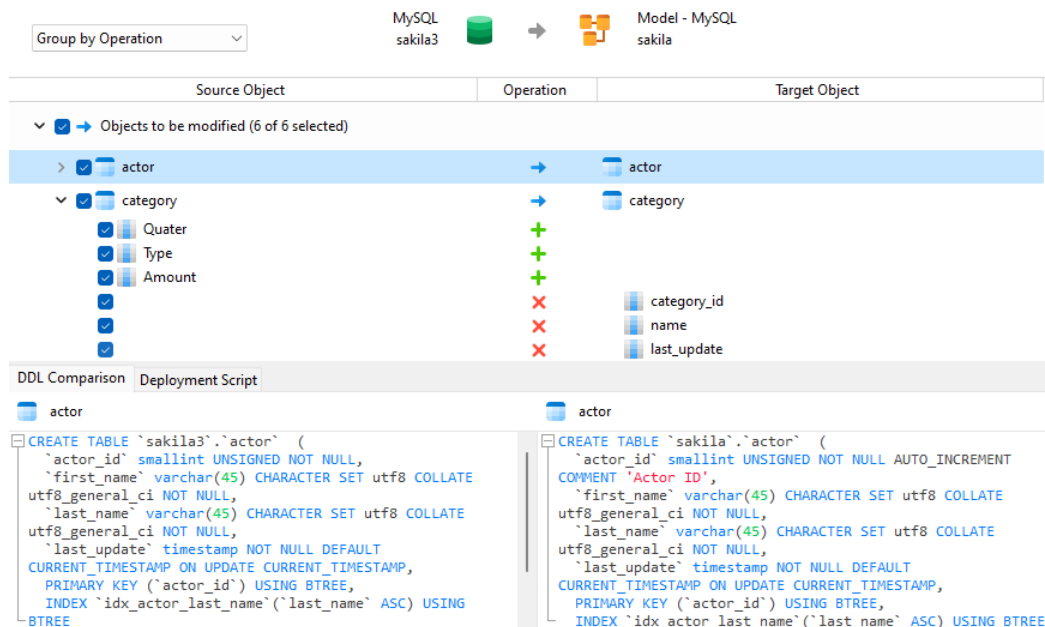 MySQL
sakila3
Model - MySQL
sakila
Group by Operation
Source Object
Operation
Target Object
Objects to be modified (6 of 6 selected)
actor
actor
category
category
Quater
Type
Amount
category_id
name
last_update
DDL Comparison
Deployment Script
actor
CREATE TABLE `sakila3`.`actor`  (
`actor_id` smallint UNSIGNED NOT NULL,
`first_name` varchar(45) CHARACTER SET utf8 COLLATE
utf8_general_ci NOT NULL,
`last_name` varchar(45) CHARACTER SET utf8 COLLATE
utf8_general_ci NOT NULL,
`last_update` timestamp NOT NULL DEFAULT
CURRENT_TIMESTAMP ON UPDATE CURRENT_TIMESTAMP,
PRIMARY KEY (`actor_id`) USING BTREE,
INDEX `idx_actor_last_name`(`last_name` ASC) USING
BTREE
actor
CREATE TABLE `sakila`.`actor`  (
`actor_id` smallint UNSIGNED NOT NULL AUTO_INCREMENT
COMMENT 'Actor ID',
`first_name` varchar(45) CHARACTER SET utf8 COLLATE
utf8_general_ci NOT NULL,
`last_name` varchar(45) CHARACTER SET utf8 COLLATE
utf8_general_ci NOT NULL,
`last_update` timestamp NOT NULL DEFAULT
CURRENT_TIMESTAMP ON UPDATE CURRENT_TIMESTAMP,
PRIMARY KEY (`actor_id`) USING BTREE,
INDEX `idx_actor_last_name`(`last_name` ASC) USING BTREE